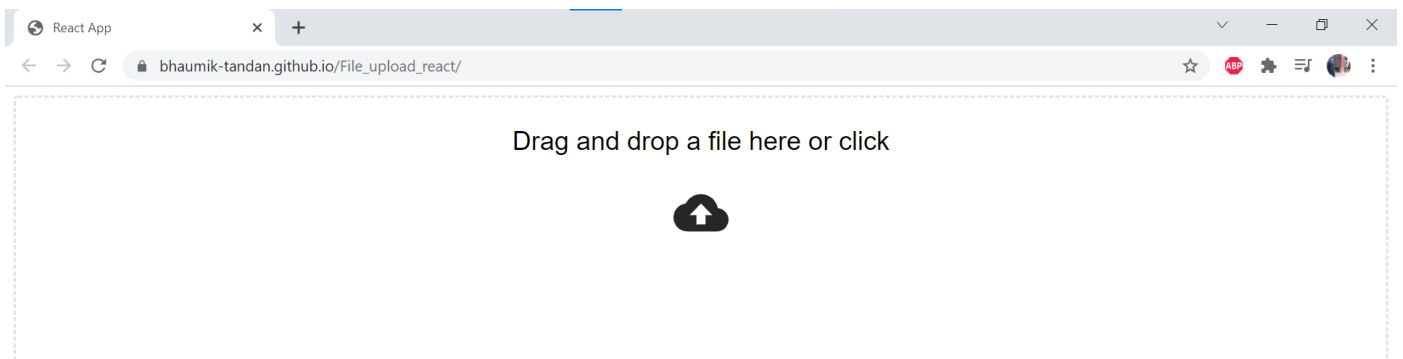 React App
bhaumik-tandan.github.io/File_upload_react/
ABP
Drag and drop a file here or click